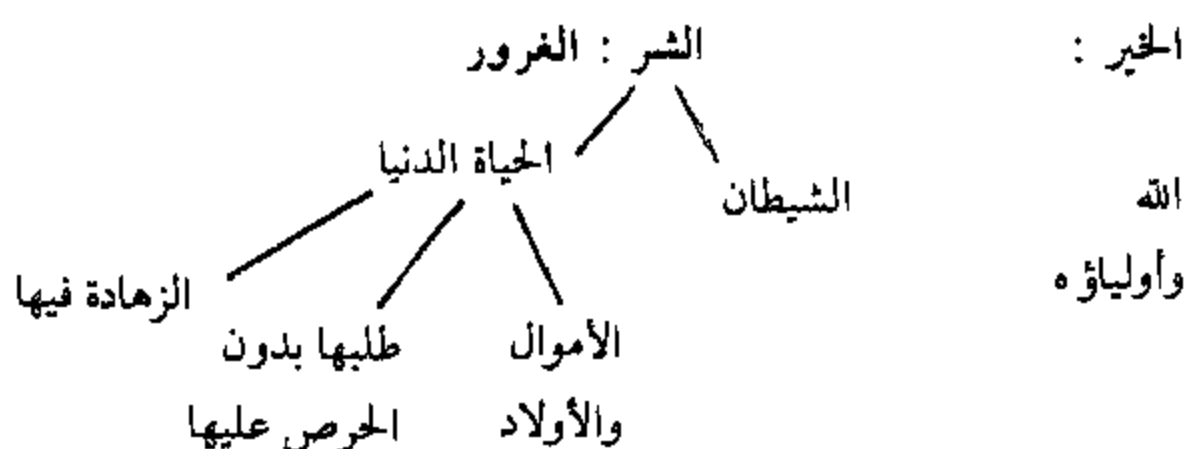 الخير : الشر : الغرور
الحياة الدنيا
الله الشيطان
وأولياؤه الزهادة فيها
الأموال طلبها بدون
والأولاد الحرص عليها